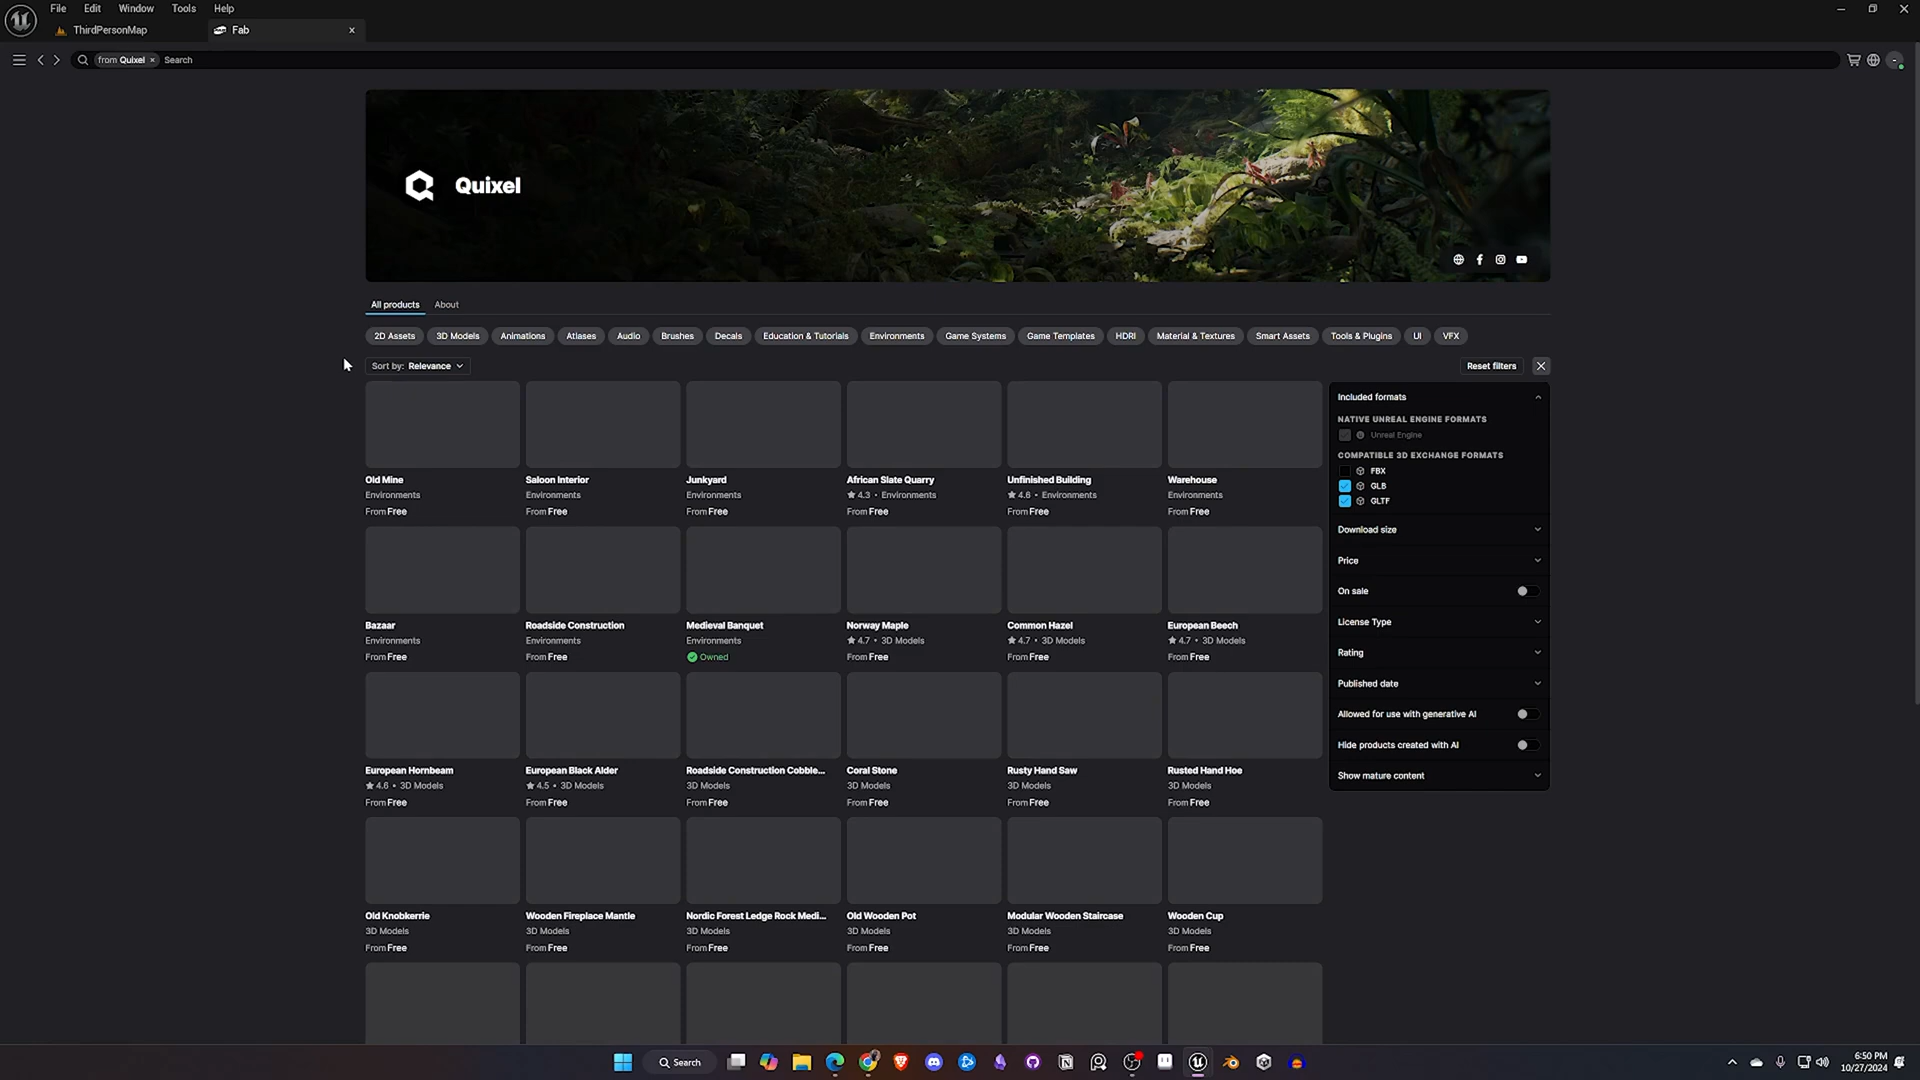 File Edit Window Tools Help
ThirdPersonMap Fab
from Quixel × Search
Quixel
All products About
2D Assets 3D Models Animations Atlases Audio Brushes Decals Education & Tutorials Environments Game Systems Game Templates HDRI Material & Textures Smart Assets Tools & Plugins UI VFX
Sort by: Relevance Reset filters
Old Mine Saloon Interior Junkyard African Slate Quarry Unfinished Building Warehouse
Environments Environments Environments ★ 4.3 • Environments ★ 4.6 • Environments Environments
From Free From Free From Free From Free From Free From Free
Bazaar Roadside Construction Medieval Banquet Norway Maple Common Hazel European Beech
Environments Environments Environments ★ 4.7 • 3D Models ★ 4.7 • 3D Models ★ 4.7 • 3D Models
From Free From Free Owned From Free From Free From Free
European Hornbeam European Black Alder Roadside Construction Cobble... Coral Stone Rusty Hand Saw Rusted Hand Hoe
★ 4.6 • 3D Models ★ 4.5 • 3D Models 3D Models 3D Models 3D Models 3D Models
From Free From Free From Free From Free From Free From Free
Old Knobkerrie Wooden Fireplace Mantle Nordic Forest Ledge Rock Medi... Old Wooden Pot Modular Wooden Staircase Wooden Cup
3D Models 3D Models 3D Models 3D Models 3D Models 3D Models
From Free From Free From Free From Free From Free From Free
Included formats
NATIVE UNREAL ENGINE FORMATS
Unreal Engine
COMPATIBLE 3D EXCHANGE FORMATS
FBX
GLB
GLTF
Download size
Price
On sale
License Type
Rating
Published date
Allowed for use with generative AI
Hide products created with AI
Show mature content
Search
6:50 PM
10/27/2024